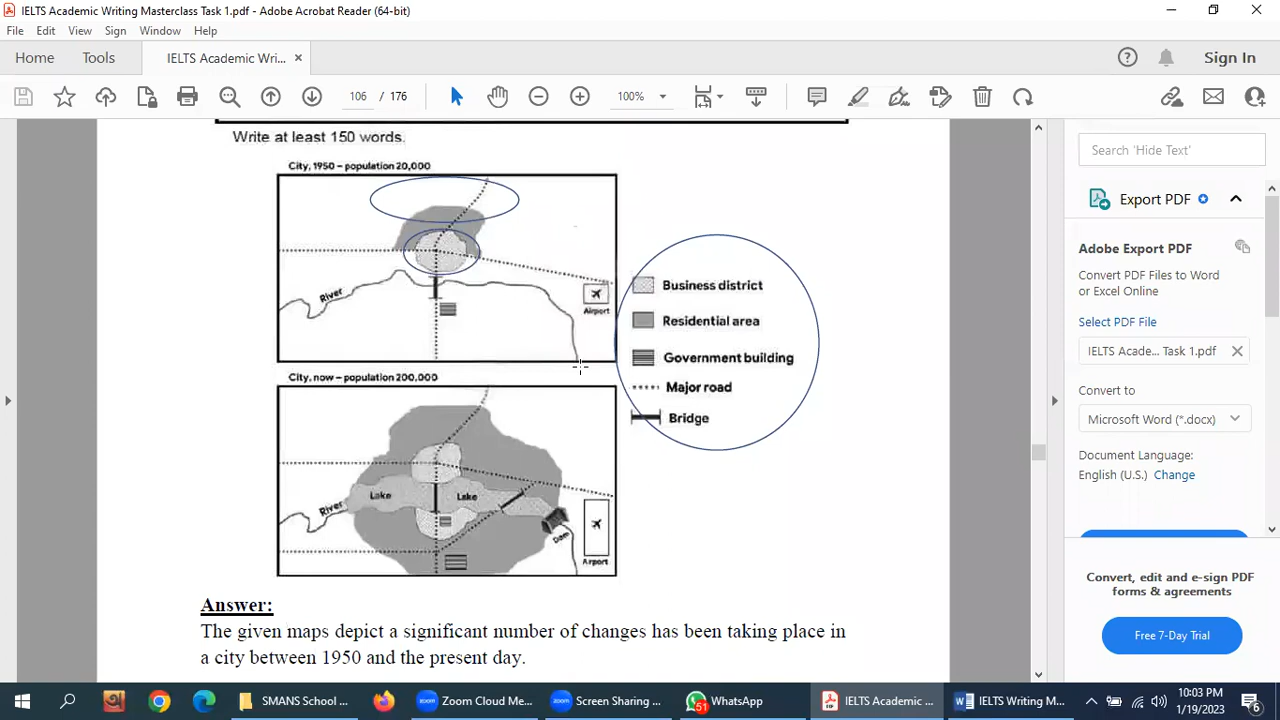 IELTS Academic Writing Masterclass Task 1.pdf - Adobe Acrobat Reader (64-bit)
File Edit View Sign Window Help
Home Tools IELTS Academic Wri... × Sign In
106 / 176 100%
Write at least 150 words.
City, 1950 – population 20,000
River
Airport
Business district
Residential area
Government building
Major road
Bridge
City, now – population 200,000
Lake Lake
River
Dam
Airport
Answer:
The given maps depict a significant number of changes has been taking place in
a city between 1950 and the present day.
Search 'Hide Text'
Export PDF
Adobe Export PDF
Convert PDF Files to Word
or Excel Online
Select PDF File
IELTS Acade... Task 1.pdf
Convert to
Microsoft Word (*.docx)
Document Language:
English (U.S.) Change
Convert, edit and e-sign PDF
forms & agreements
Free 7-Day Trial
SMANS School ... Zoom Cloud Me... Screen Sharing ... 51 WhatsApp IELTS Academic ... IELTS Writing M... 10:03 PM
1/19/2023 6